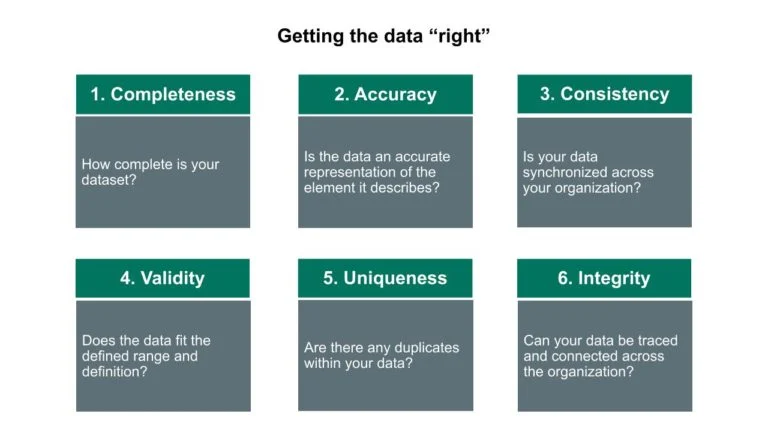 Getting the data “right”
1. Completeness
How complete is your
dataset?
2. Accuracy
Is the data an accurate
representation of the
element it describes?
3. Consistency
Is your data
synchronized across
your organization?
4. Validity
Does the data fit the
defined range and
definition?
5. Uniqueness
Are there any duplicates
within your data?
6. Integrity
Can your data be traced
and connected across
the organization?